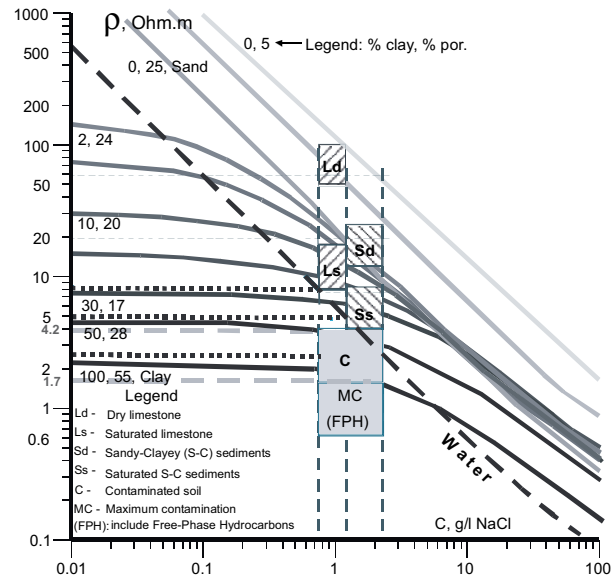 ρ, Ohm.m
1000
500
200
100
50
20
10
5
4.2
2
1.7
1
0.6
0.1
0, 5 ← Legend: % clay, % por.
0, 25, Sand
2, 24
10, 20
30, 17
50, 28
100, 55, Clay
Ld
Sd
Ls
Ss
C
MC
(FPH)
Water
Legend
Ld - Dry limestone
Ls - Saturated limestone
Sd - Sandy-Clayey (S-C) sediments
Ss - Saturated S-C sediments
C - Contaminated soil
MC - Maximum contamination
(FPH): include Free-Phase Hydrocarbons
C, g/l NaCl
0.01 0.1 1 10 100